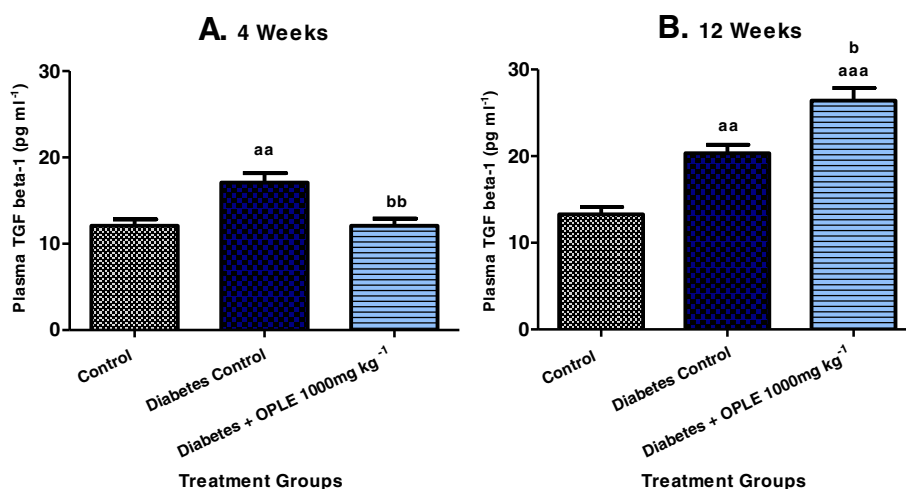 A. 4 Weeks
Plasma TGF beta-1 (pg ml⁻¹)
30
20
10
0
aa
bb
Control
Diabetes Control
Diabetes + OPLE 1000mg kg⁻¹
Treatment Groups
B. 12 Weeks
Plasma TGF beta-1 (pg ml⁻¹)
30
20
10
0
aa
b
aaa
Control
Diabetes Control
Diabetes + OPLE 1000mg kg⁻¹
Treatment Groups